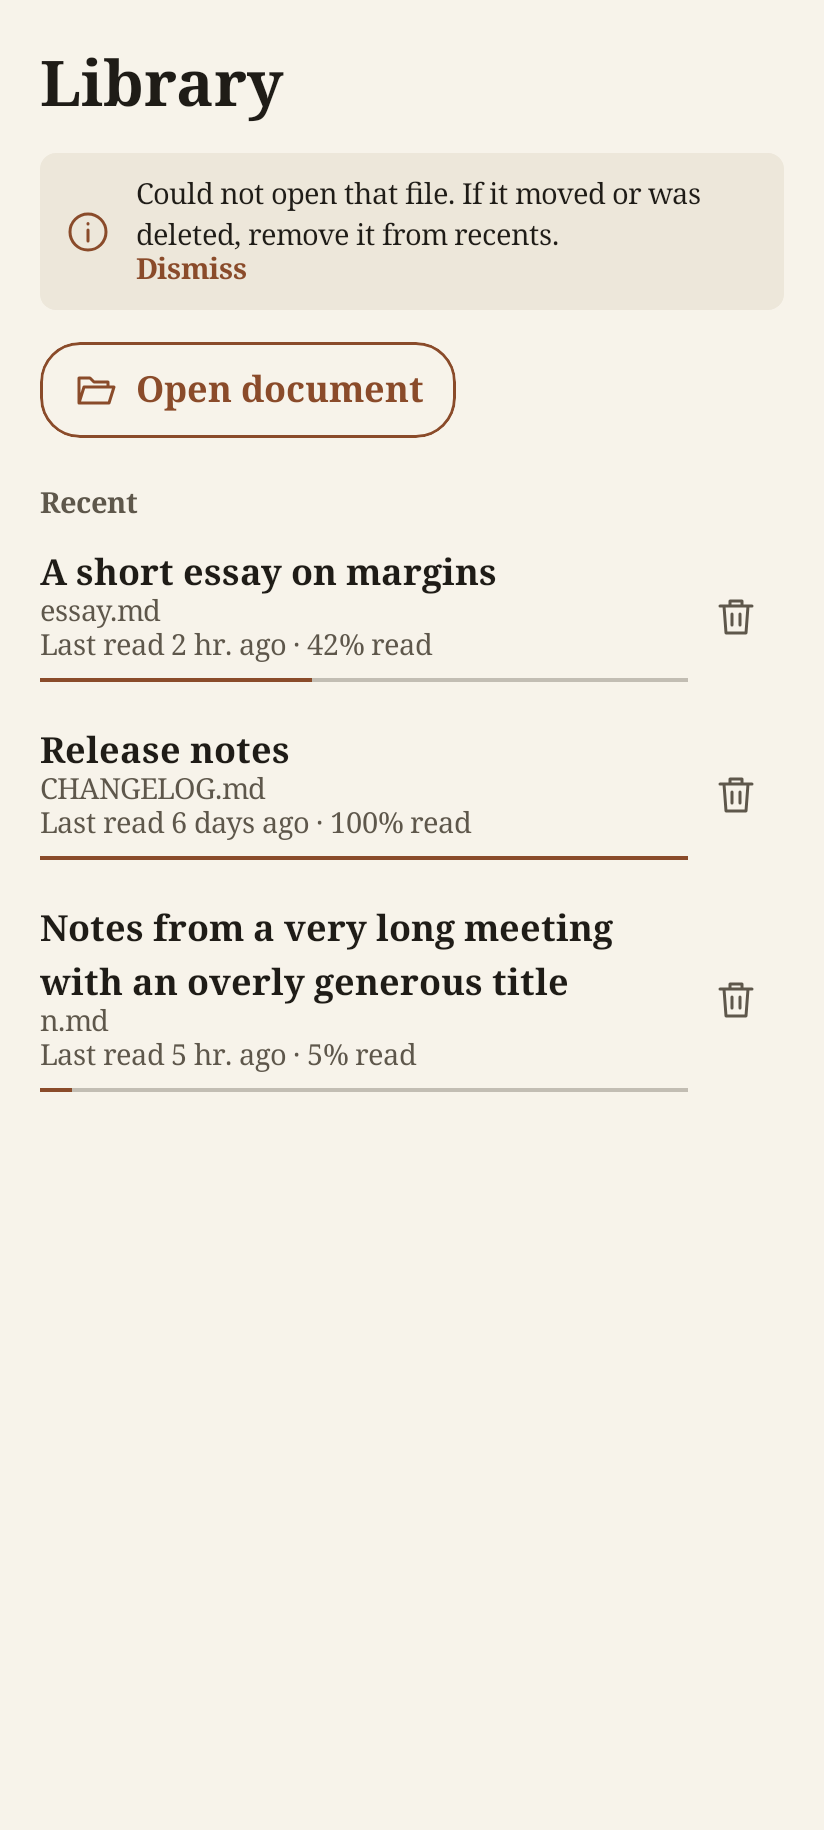 Library
Could not open that file. If it moved or was
deleted, remove it from recents.
Dismiss
Open document
Recent
A short essay on margins
essay.md
Last read 2 hr. ago · 42% read
Release notes
CHANGELOG.md
Last read 6 days ago · 100% read
Notes from a very long meeting
with an overly generous title
n.md
Last read 5 hr. ago · 5% read